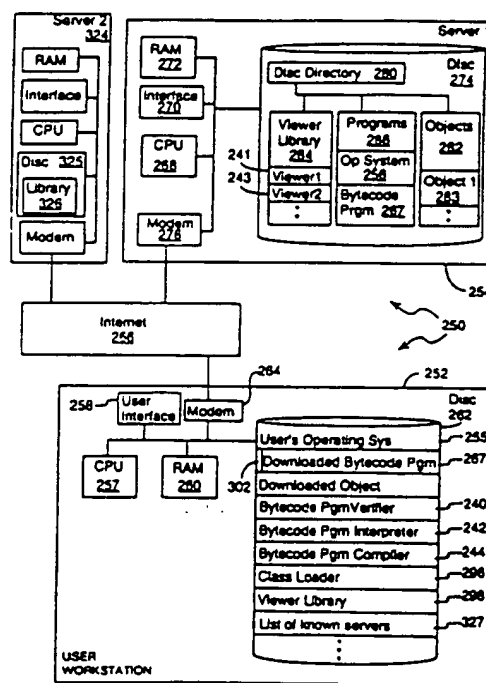 Server 2
324
RAM
Interface
CPU
Disc 325
Library
326
Modem
Server
RAM
272
Interface
270
CPU
268
Modem
276
Disc
274
Disc Directory 280
Viewer
Library
284
241
Viewer1
243
Viewer2
Programs
286
Op System
258
Bytecode
Prgm 267
Objects
282
Object 1
283
254
250
Internet
256
264
252
258
User
Interface
Modem
Disc
262
CPU
257
RAM
260
302
User's Operating Sys
255
Downloaded Bytecode Pgm
267
Downloaded Object
Bytecode PgmVerifier
240
Bytecode Pgm Interpreter
242
Bytecode Pgm Compiler
244
Class Loader
296
Viewer Library
298
List of known servers
327
USER
WORKSTATION